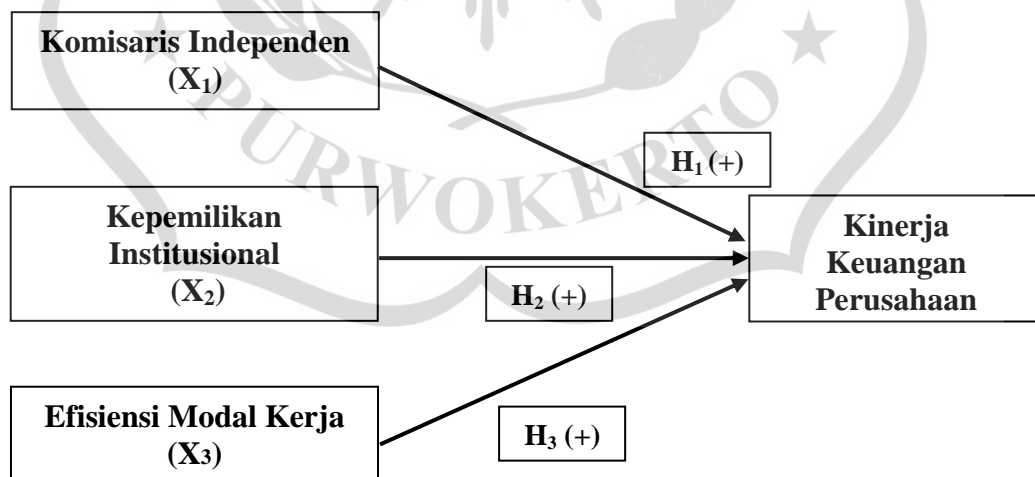 Komisaris Independen
(X₁)
H₁ (+)
Kepemilikan
Institusional
(X₂)
H₂ (+)
Kinerja
Keuangan
Perusahaan
Efisiensi Modal Kerja
(X3)
H₃ (+)
PURWOKERTO